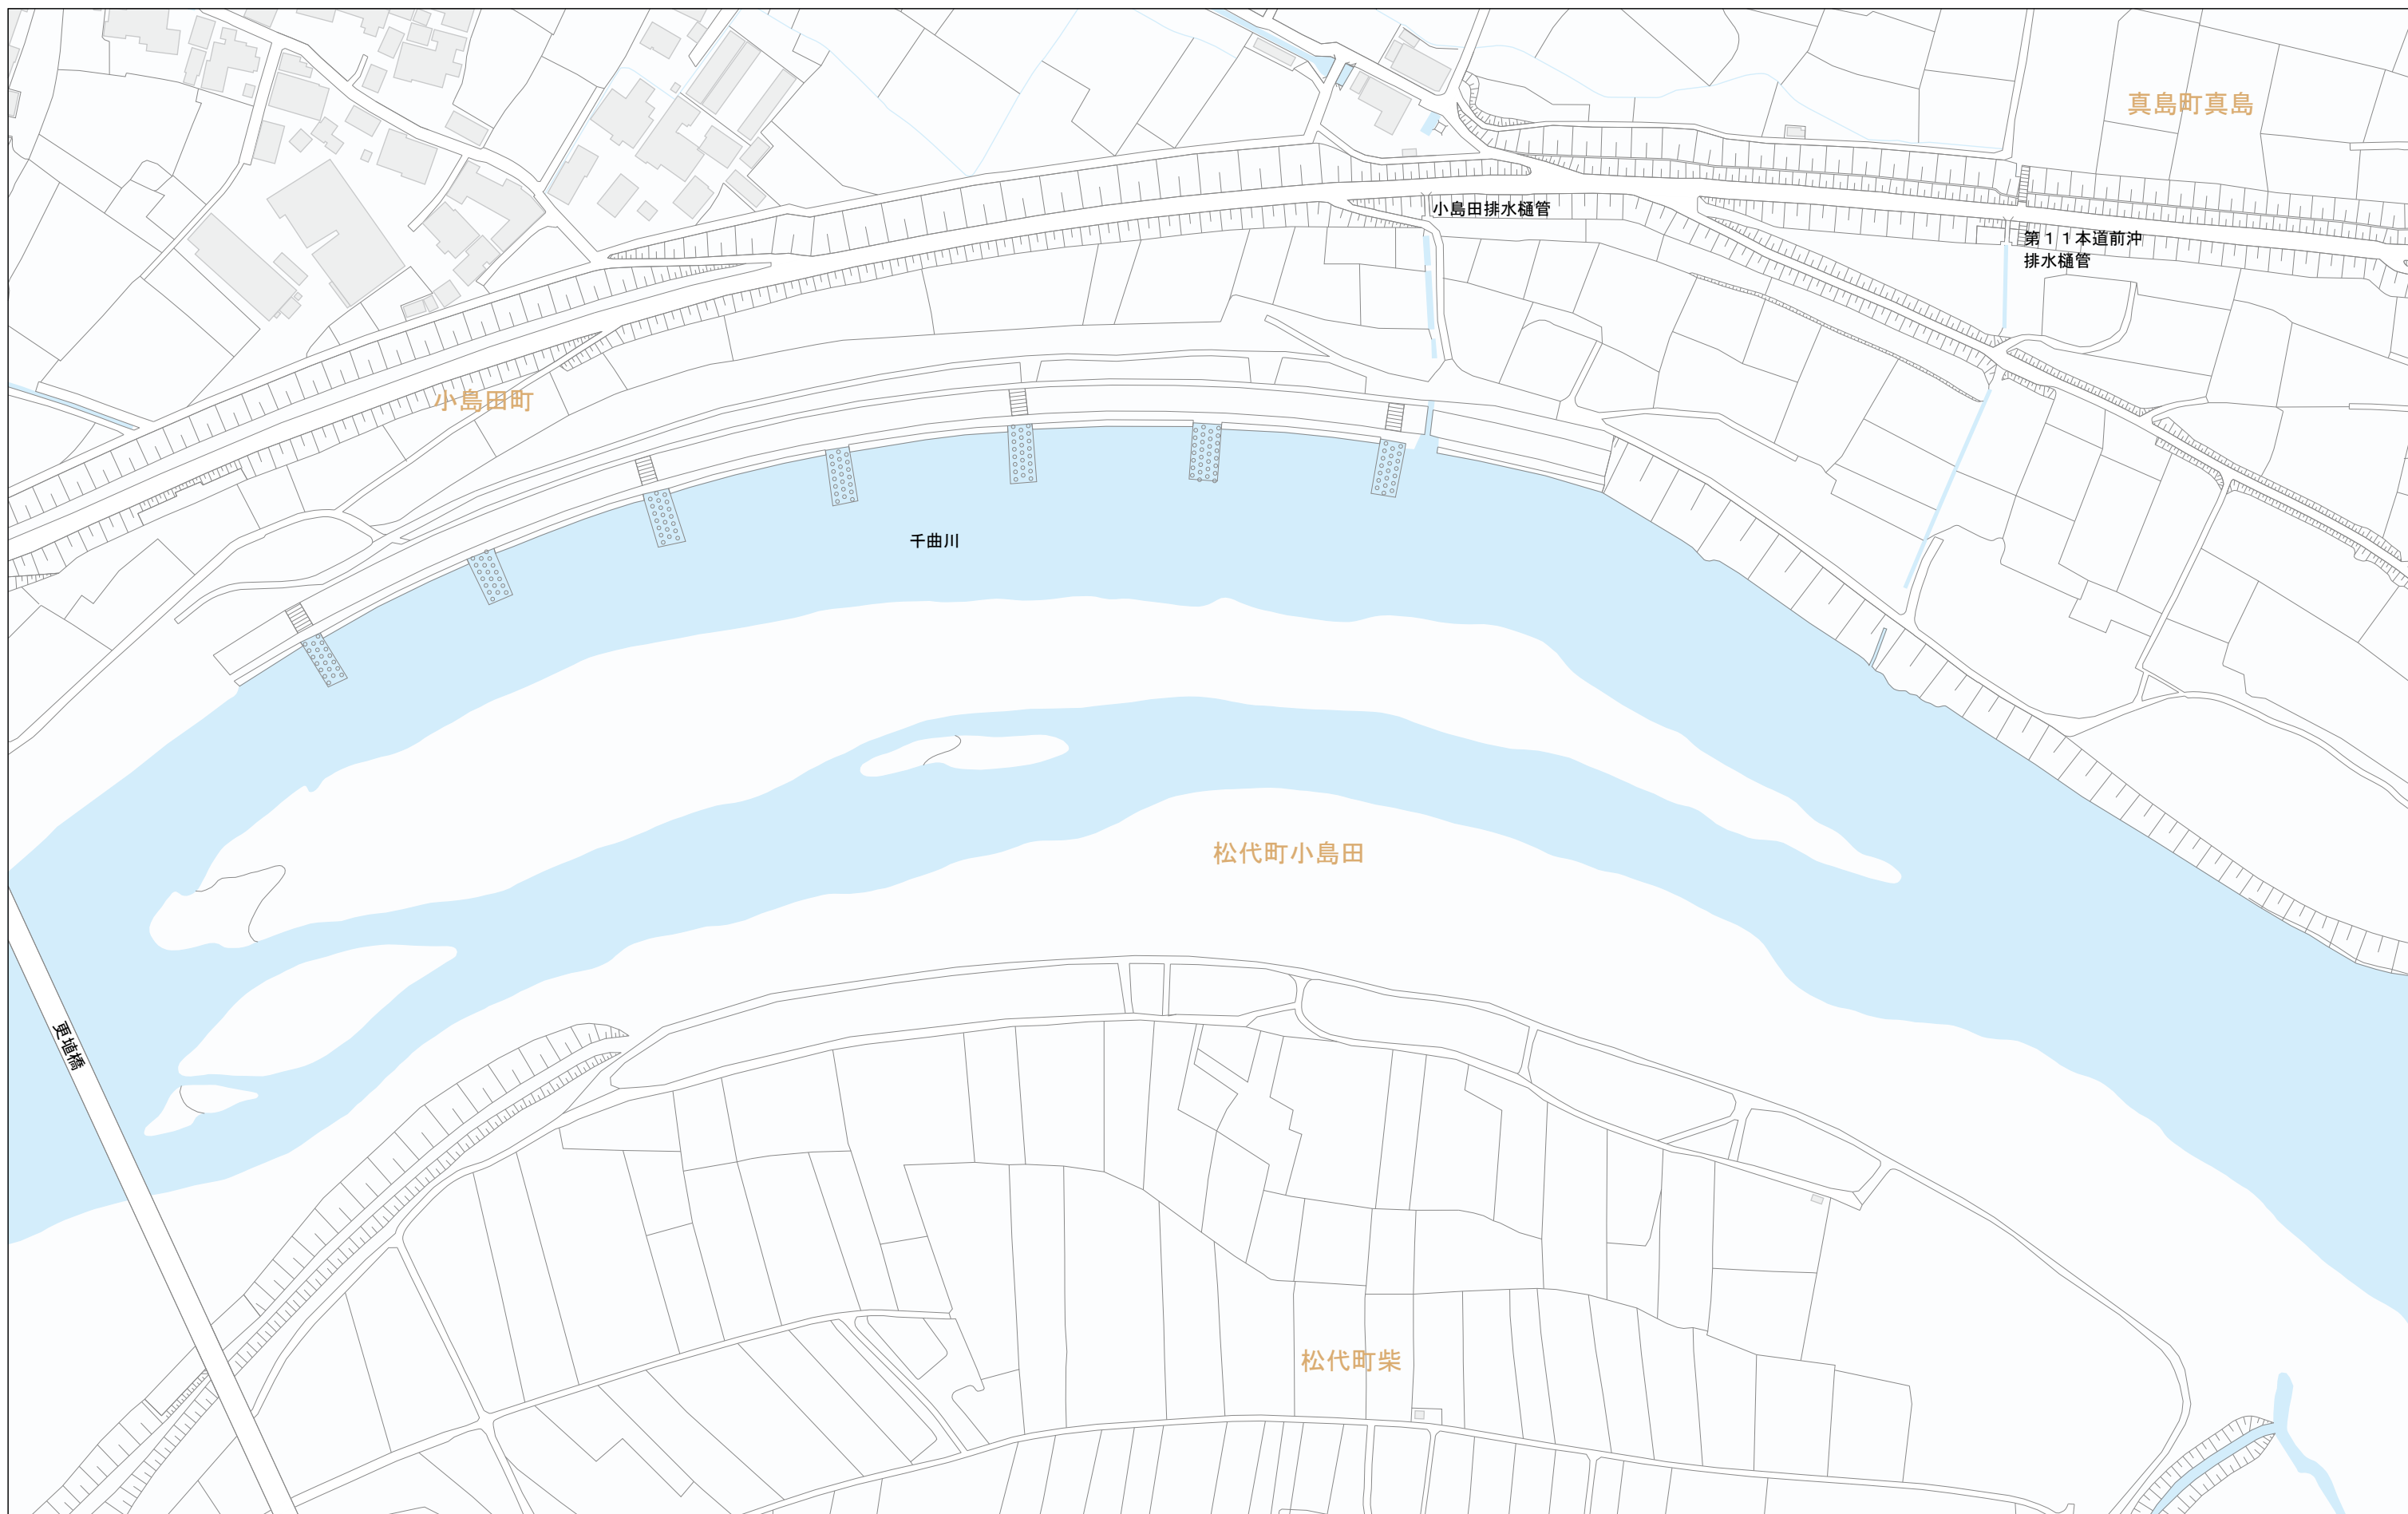 真島町真島
小島田排水樋管
第11本道前沖
排水樋管
小島田町
千曲川
松代町小島田
更埴橋
松代町柴